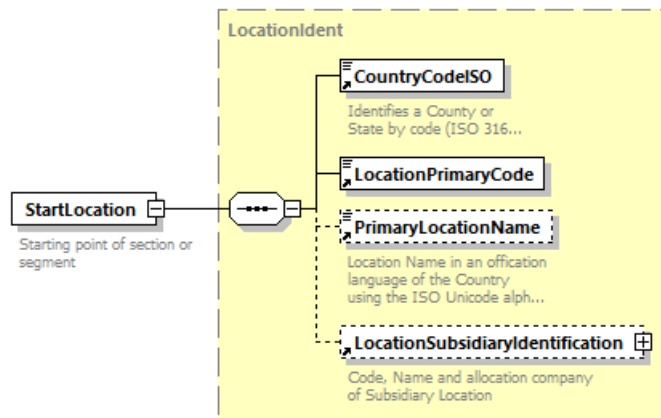 LocationIdent
CountryCodeISO
Identifies a County or
State by code (ISO 316...
LocationPrimaryCode
StartLocation
Starting point of section or
segment
PrimaryLocationName
Location Name in an offication
language of the Country
using the ISO Unicode alph...
LocationSubsidiaryIdentification
Code, Name and allocation company
of Subsidiary Location